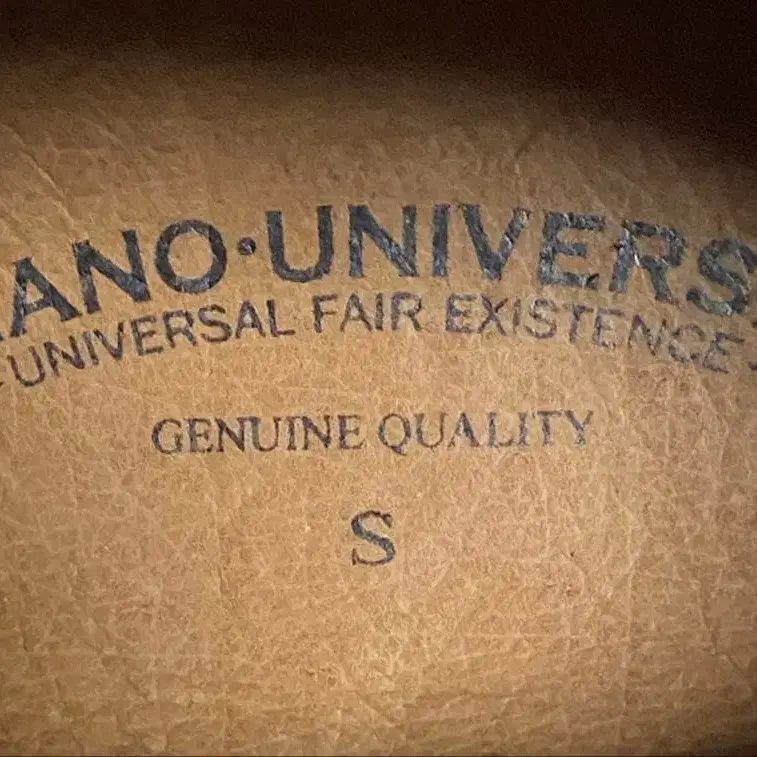 ANO·UNIVERS
UNIVERSAL FAIR EXISTENCE
GENUINE QUALITY
S